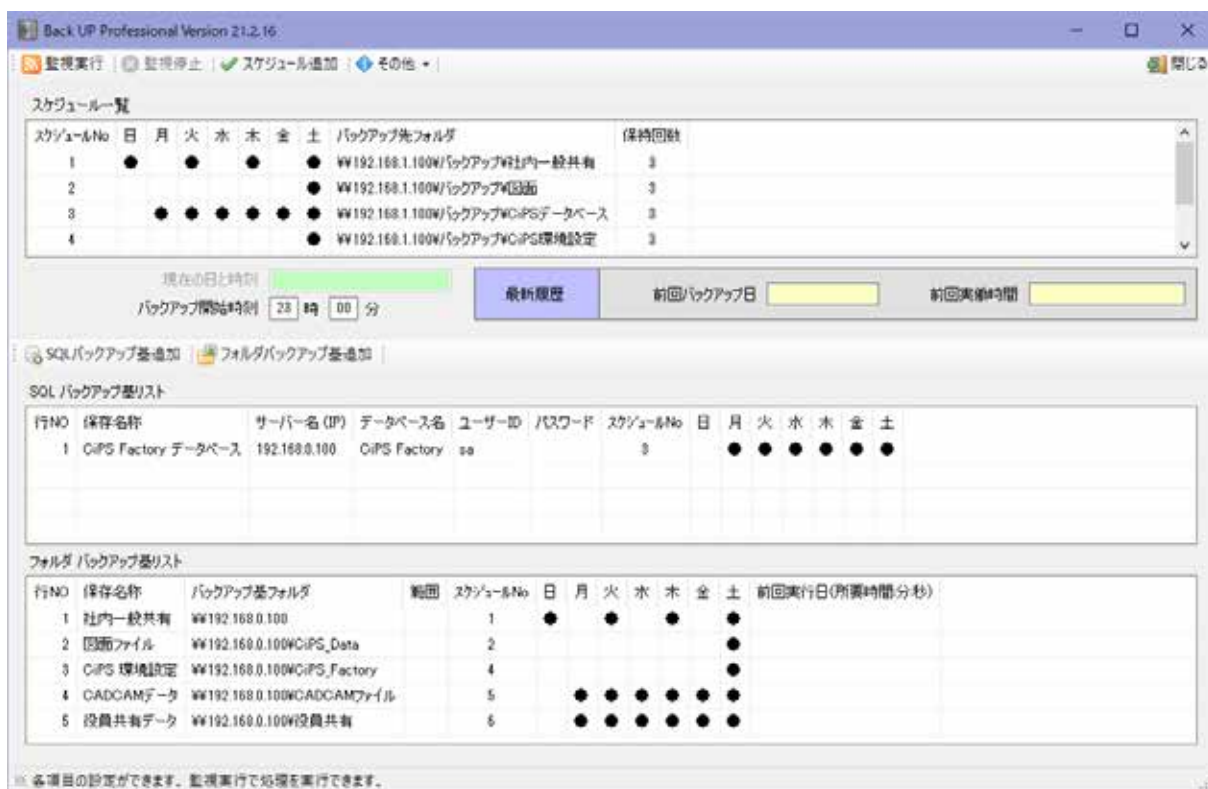 Back UP Professional Version 21.2.16
監視実行 監視停止 スケジュール追加 その他 閉じる
スケジュール一覧
スケジュールNo 日 月 火 水 木 金 土 バックアップ先フォルダ 保持回数
1 ● ● ● ● ¥¥192.168.1.100¥バックアップ¥社内一般共有 3
2 ● ¥¥192.168.1.100¥バックアップ¥図面 3
3 ● ● ● ● ● ● ¥¥192.168.1.100¥バックアップ¥CiPSデータベース 3
4 ● ¥¥192.168.1.100¥バックアップ¥CiPS環境設定 3
現在の日と時刻
バックアップ開始時刻 23 時 00 分
最新履歴 前回バックアップ日 前回実働時間
SQLバックアップ基追加 フォルダバックアップ基追加
SQL バックアップ基リスト
行NO 保存名称 サーバー名(IP) データベース名 ユーザーID パスワード スケジュールNo 日 月 火 水 木 金 土
1 CiPS Factory データベース 192.168.0.100 CiPS Factory sa 3 ● ● ● ● ● ●
フォルダ バックアップ基リスト
行NO 保存名称 バックアップ基フォルダ 範囲 スケジュールNo 日 月 火 水 木 金 土 前回実行日(所要時間:分秒)
1 社内一般共有 ¥¥192.168.0.100 1 ● ● ● ●
2 図面ファイル ¥¥192.168.0.100¥CiPS_Data 2 ●
3 CiPS 環境設定 ¥¥192.168.0.100¥CiPS_Factory 4 ●
4 CADCAMデータ ¥¥192.168.0.100¥CADCAMファイル 5 ● ● ● ● ● ●
5 役員共有データ ¥¥192.168.0.100¥役員共有 6 ● ● ● ● ● ●
各項目の設定ができます。監視実行で処理を実行できます。